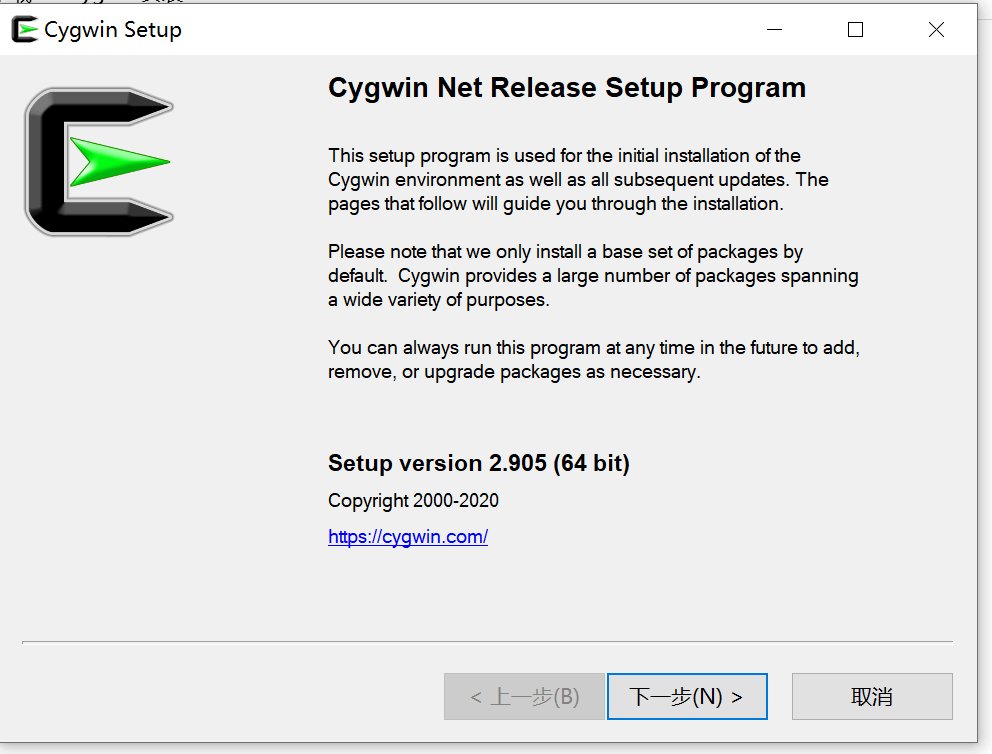 Cygwin Setup
Cygwin Net Release Setup Program
This setup program is used for the initial installation of the
Cygwin environment as well as all subsequent updates. The
pages that follow will guide you through the installation.
Please note that we only install a base set of packages by
default. Cygwin provides a large number of packages spanning
a wide variety of purposes.
You can always run this program at any time in the future to add,
remove, or upgrade packages as necessary.
Setup version 2.905 (64 bit)
Copyright 2000-2020
https://cygwin.com/
< 上一步(B)
下一步(N) >
取消